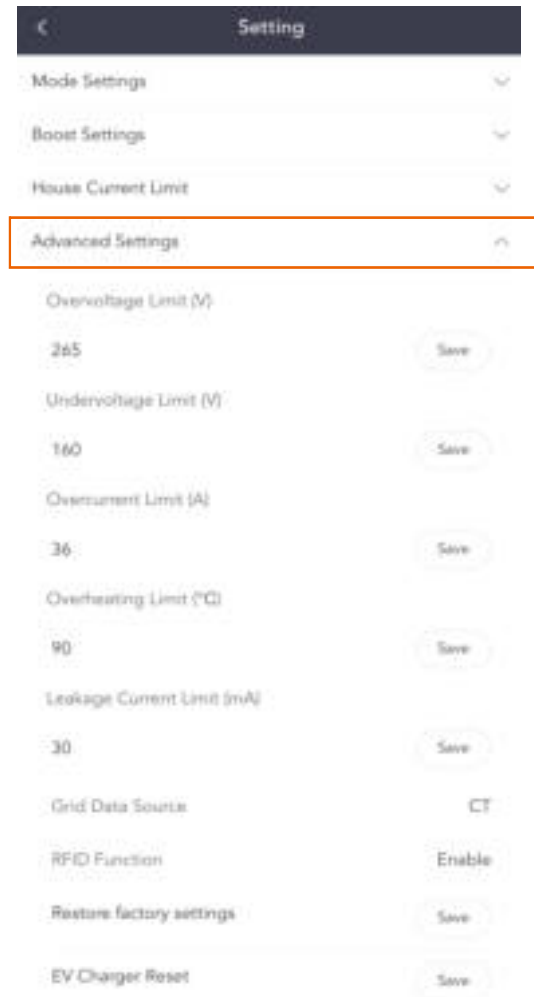 Setting
Mode Settings
Boost Settings
House Current Limit
Advanced Settings
Overvoltage Limit (V)
265 Save
Undervoltage Limit (V)
160 Save
Overcurrent Limit (A)
36 Save
Overheating Limit (°C)
90 Save
Leakage Current Limit (mA)
30 Save
Grid Data Source CT
RFID Function Enable
Restore factory settings Save
EV Charger Reset Save